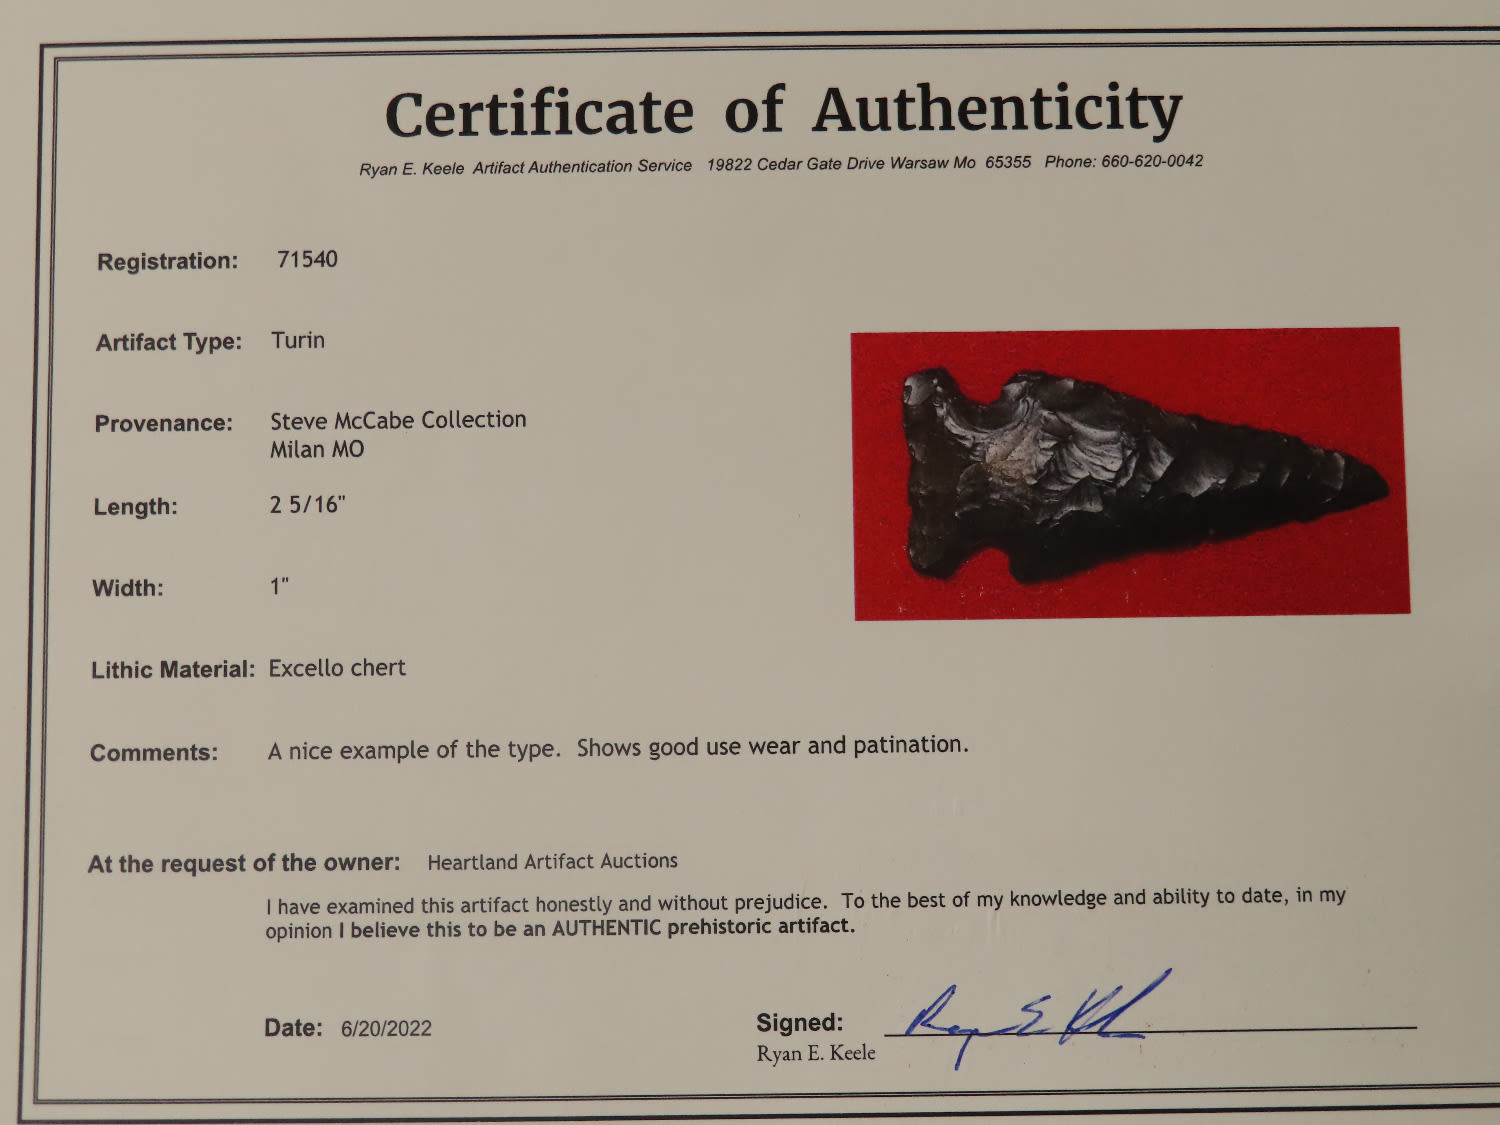 Certificate of Authenticity
Ryan E. Keele Artifact Authentication Service 19822 Cedar Gate Drive Warsaw Mo 65355 Phone: 660-620-0042
Registration: 71540
Artifact Type: Turin
Provenance: Steve McCabe Collection
Milan MO
Length: 2 5/16"
Width: 1"
Lithic Material: Excello chert
Comments: A nice example of the type. Shows good use wear and patination.
At the request of the owner: Heartland Artifact Auctions
I have examined this artifact honestly and without prejudice. To the best of my knowledge and ability to date, in my
opinion I believe this to be an AUTHENTIC prehistoric artifact.
Date: 6/20/2022
Signed: Ryan E Keele
Ryan E. Keele